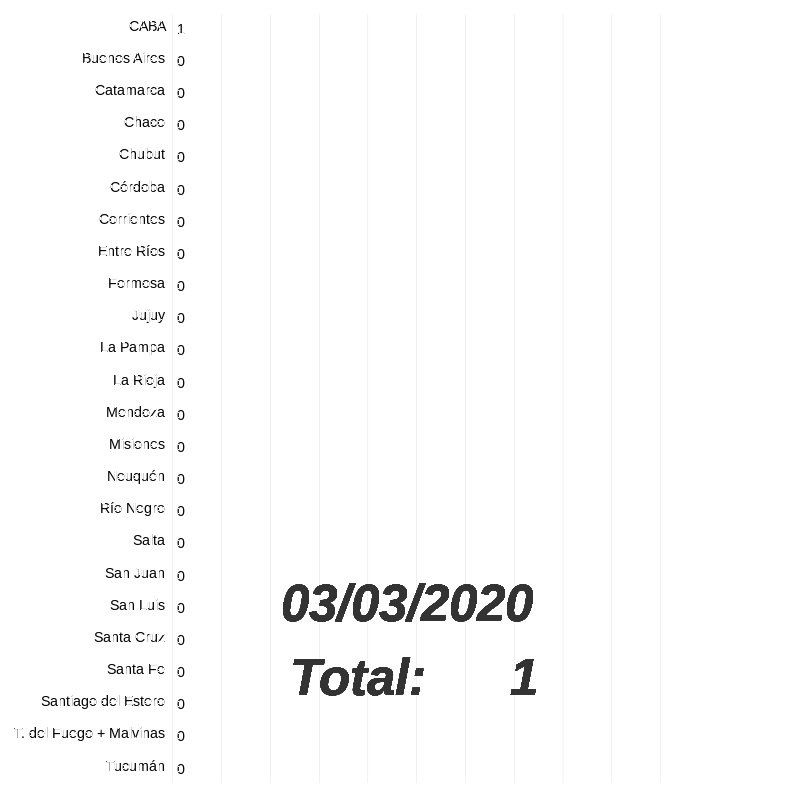 CABA 1
Buenos Aires 0
Catamarca 0
Chaco 0
Chubut 0
Córdoba 0
Corrientes 0
Entre Ríos 0
Formosa 0
Jujuy 0
La Pampa 0
La Rioja 0
Mendoza 0
Misiones 0
Neuquén 0
Río Negro 0
Salta 0
San Juan 0
San Luis 0
Santa Cruz 0
Santa Fe 0
Santiago del Estero 0
T. del Fuego + Malvinas 0
Tucumán 0
03/03/2020
Total: 1